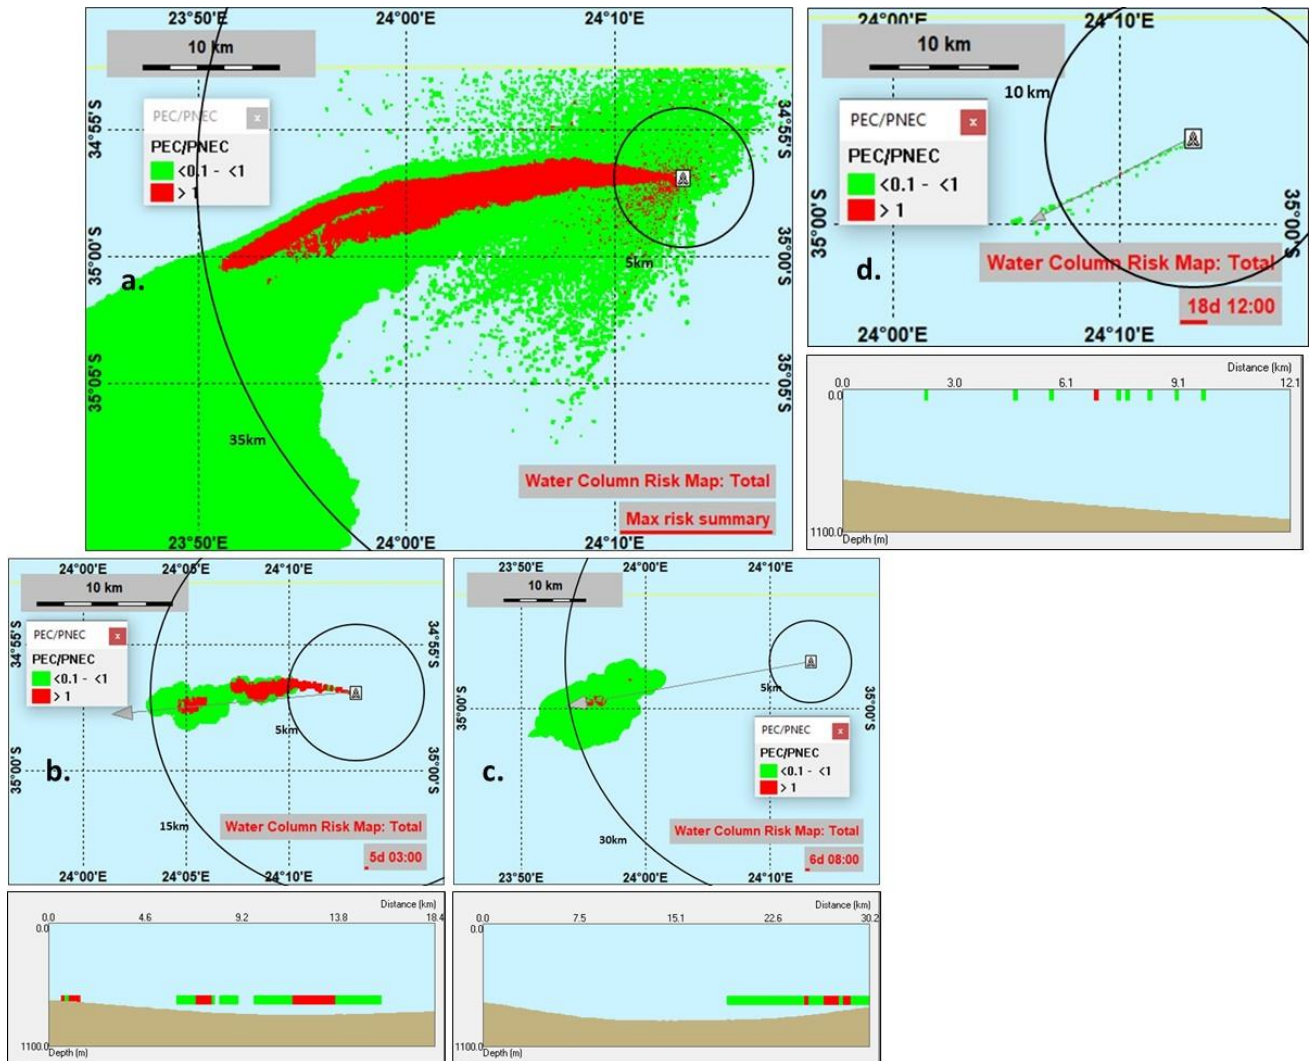 23°50'E 24°00'E 24°10'E
10 km
PEC/PNEC x
PEC/PNEC
<0.1 - <1
> 1
34°55'S
34°55'S
35°00'S
35°00'S
35°05'S
35°05'S
a.
5km
35km
Water Column Risk Map: Total
Max risk summary
23°50'E 24°00'E 24°10'E
24°00'E 24°10'E
10 km
10 km
PEC/PNEC x
PEC/PNEC
<0.1 - <1
> 1
35°00'S
35°00'S
d.
Water Column Risk Map: Total
18d 12:00
24°00'E 24°10'E
Distance (km)
0.0 3.0 6.1 9.1 12.1
0.0
1100.0
Depth (m)
24°00'E 24°05'E 24°10'E
10 km
PEC/PNEC x
PEC/PNEC
<0.1 - <1
> 1
34°55'S
35°00'S
35°00'S
b.
5km
15km
Water Column Risk Map: Total
5d 03:00
24°00'E 24°05'E 24°10'E
Distance (km)
0.0 4.6 9.2 13.8 18.4
0.0
1100.0
Depth (m)
23°50'E 24°00'E 24°10'E
10 km
5km
35°00'S
35°00'S
PEC/PNEC x
PEC/PNEC
<0.1 - <1
> 1
c.
30km
Water Column Risk Map: Total
6d 08:00
23°50'E 24°00'E 24°10'E
Distance (km)
0.0 7.5 15.1 22.6 30.2
0.0
1100.0
Depth (m)